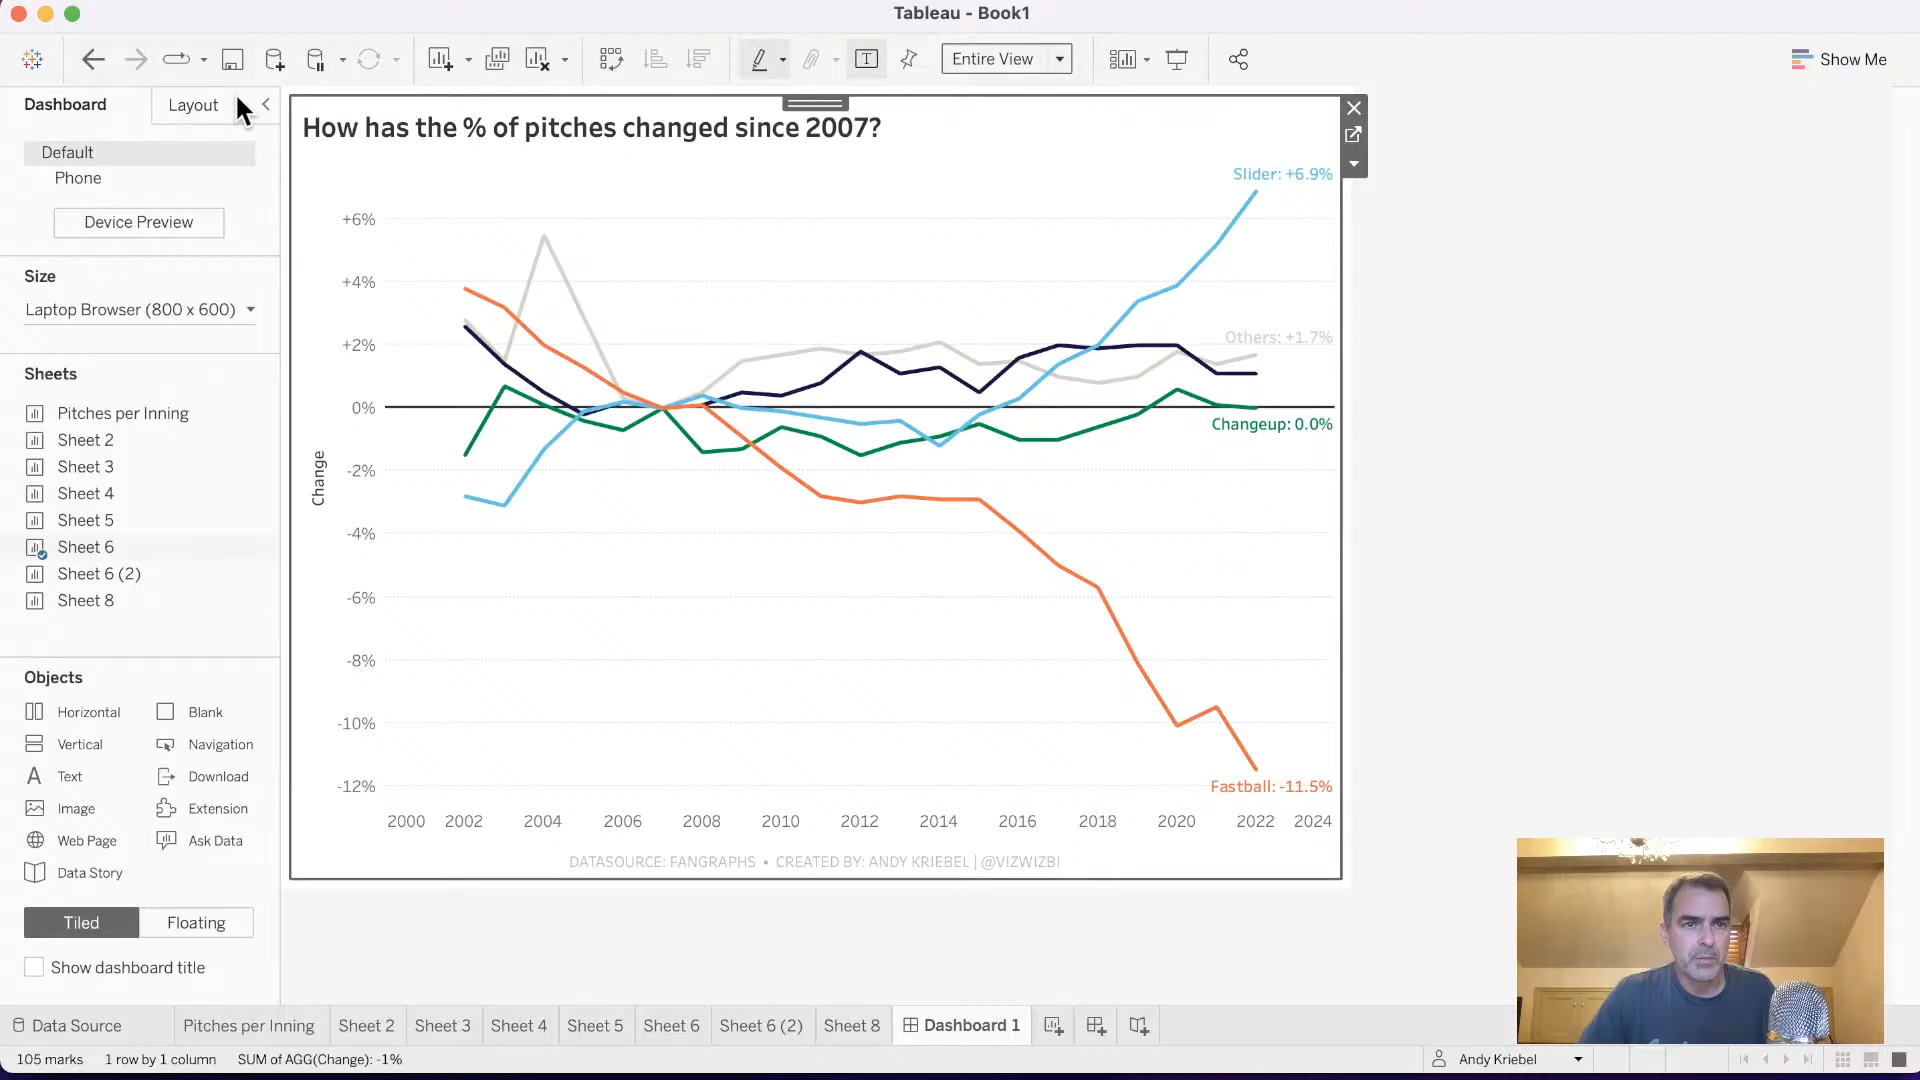 Tableau - Book1
Entire View
Show Me
Dashboard
Layout
Default
Phone
Device Preview
Size
Laptop Browser (800 x 600)
Sheets
Pitches per Inning
Sheet 2
Sheet 3
Sheet 4
Sheet 5
Sheet 6
Sheet 6 (2)
Sheet 8
Objects
Horizontal
Blank
Vertical
Navigation
Text
Download
Image
Extension
Web Page
Ask Data
Data Story
Tiled
Floating
Show dashboard title
How has the % of pitches changed since 2007?
Slider: +6.9%
+6%
+4%
Others: +1.7%
+2%
0%
Changeup: 0.0%
-2%
Change
-4%
-6%
-8%
-10%
-12%
Fastball: -11.5%
2000 2002 2004 2006 2008 2010 2012 2014 2016 2018 2020 2022 2024
DATASOURCE: FANGRAPHS • CREATED BY: ANDY KRIEBEL | @VIZWIZBI
Data Source
Pitches per Inning
Sheet 2
Sheet 3
Sheet 4
Sheet 5
Sheet 6
Sheet 6 (2)
Sheet 8
Dashboard 1
105 marks
1 row by 1 column
SUM of AGG(Change): -1%
Andy Kriebel